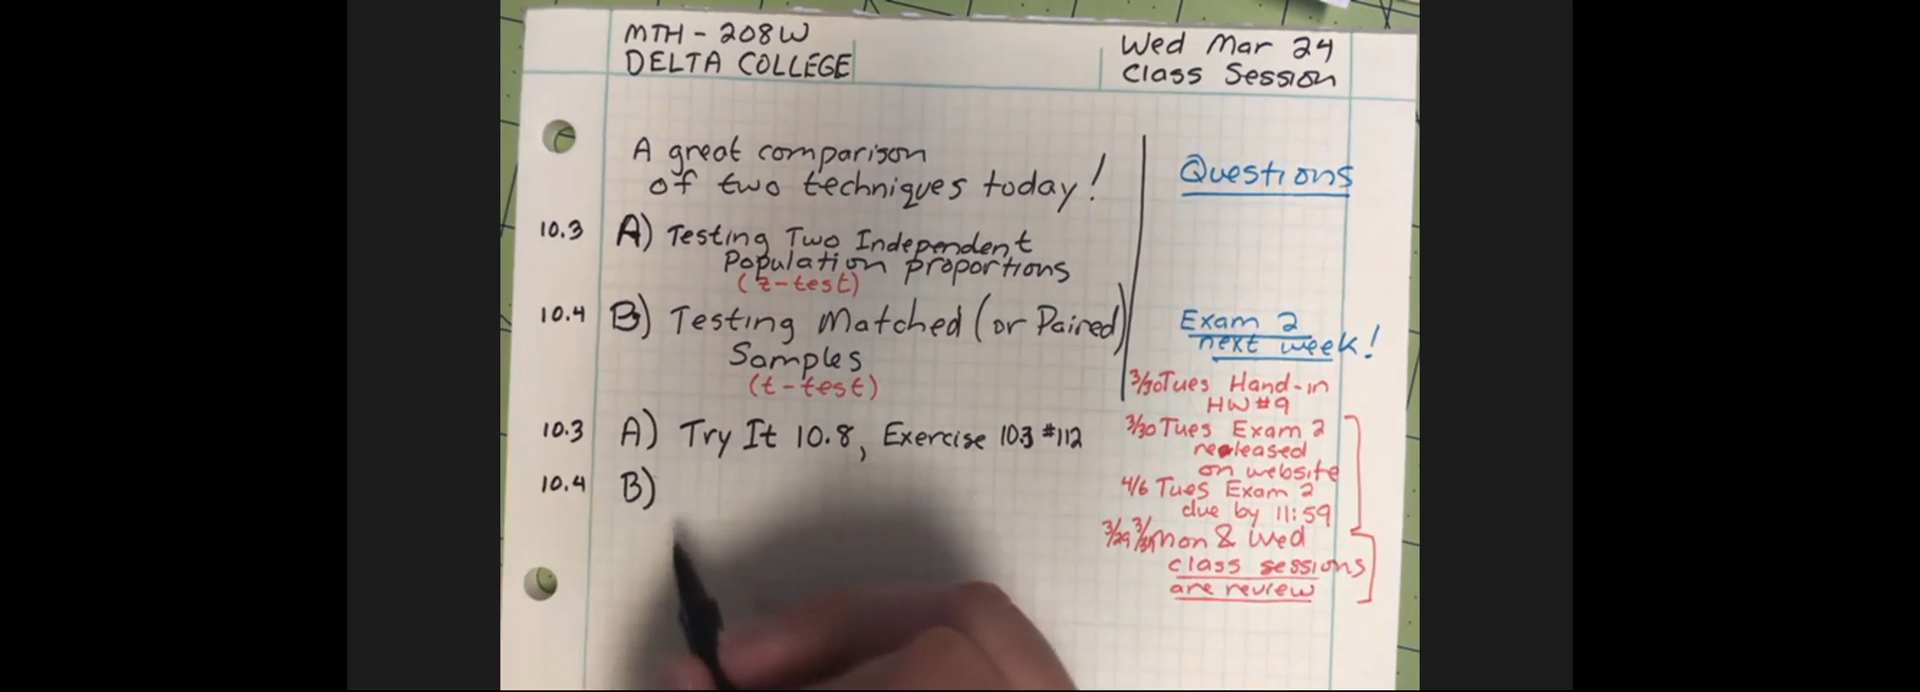 MTH - 208W
DELTA COLLEGE
Wed Mar 24
Class Session
A great comparison
of two techniques today!
10.3 A) Testing Two Independent
Population proportions
(z-test)
10.4 B) Testing Matched (or Paired)
Samples
(t-test)
10.3 A) Try It 10.8, Exercise 10.3 #112
10.4 B)
Questions
Exam 2
next week!
3/30 Tues Hand-in
HW#9
3/30 Tues Exam 2
released
on website
4/6 Tues Exam 2
due by 11:59
3/29 3/31 Mon & Wed
class sessions
are review